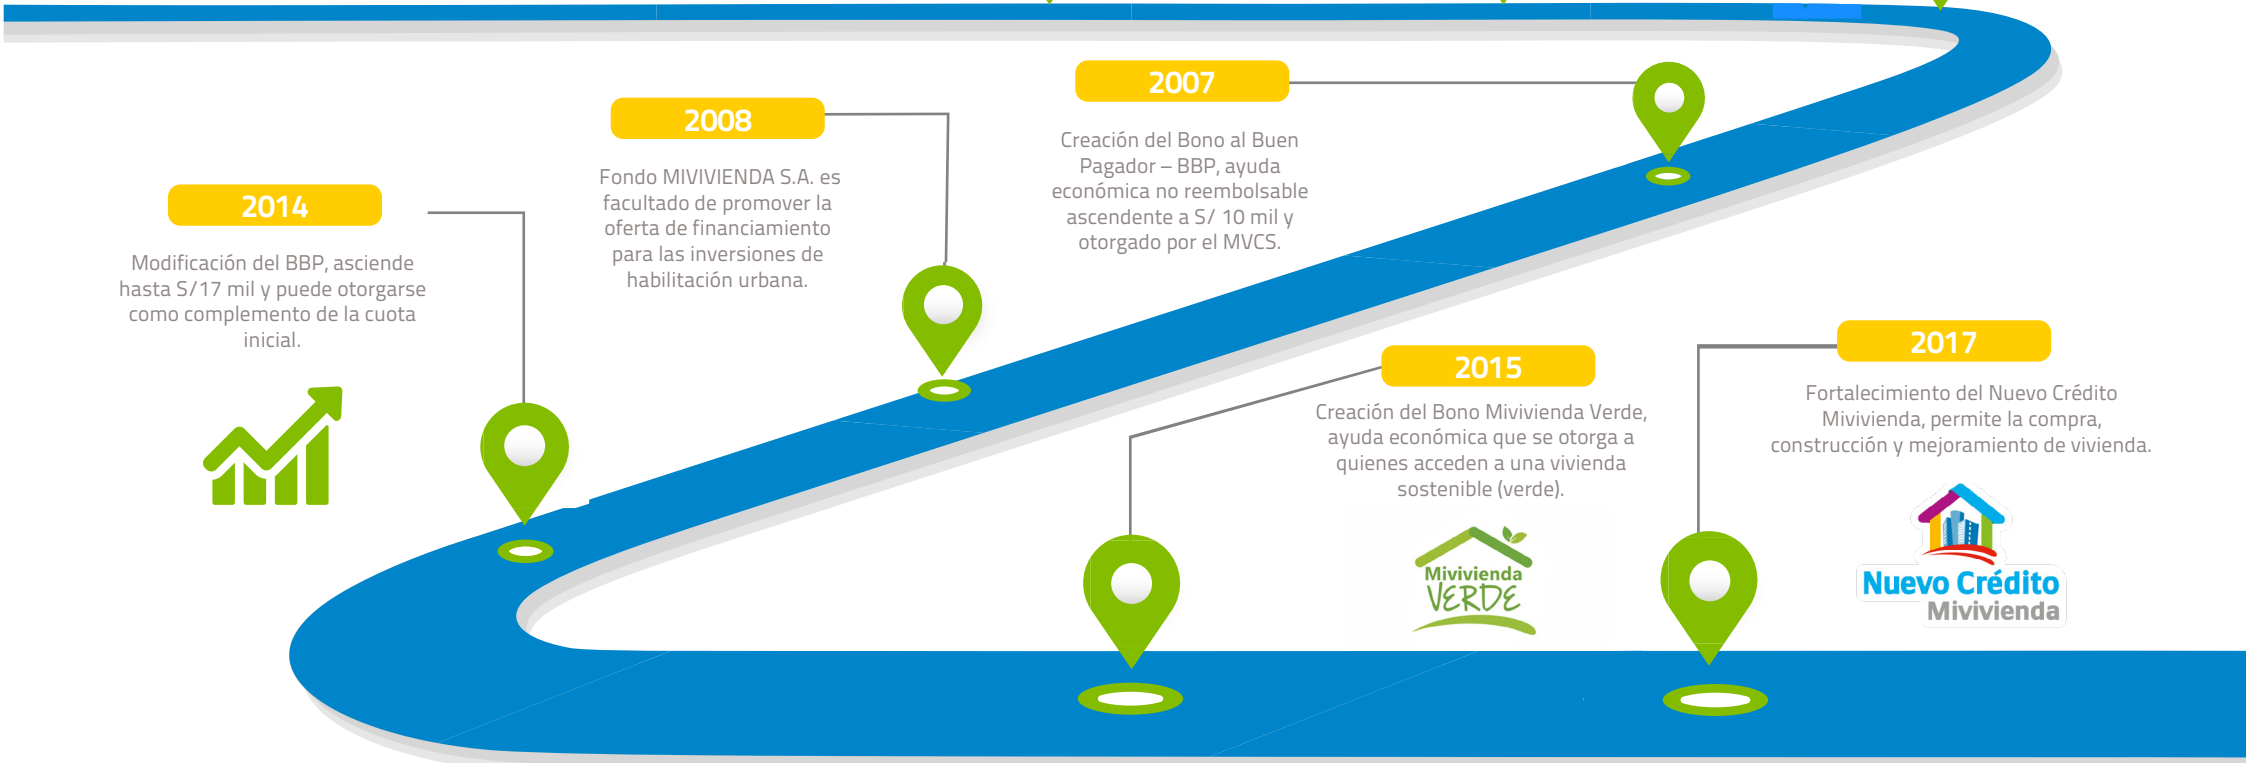 2007
Creación del Bono al Buen
Pagador – BBP, ayuda
económica no reembolsable
ascendente a S/ 10 mil y
otorgado por el MVCS.
2008
Fondo MIVIVIENDA S.A. es
facultado de promover la
oferta de financiamiento
para las inversiones de
habilitación urbana.
2014
Modificación del BBP, asciende
hasta S/17 mil y puede otorgarse
como complemento de la cuota
inicial.
2015
Creación del Bono Mivivienda Verde,
ayuda económica que se otorga a
quienes acceden a una vivienda
sostenible (verde).
Mivivienda
VERDE
2017
Fortalecimiento del Nuevo Crédito
Mivivienda, permite la compra,
construcción y mejoramiento de vivienda.
Nuevo Crédito
Mivivienda